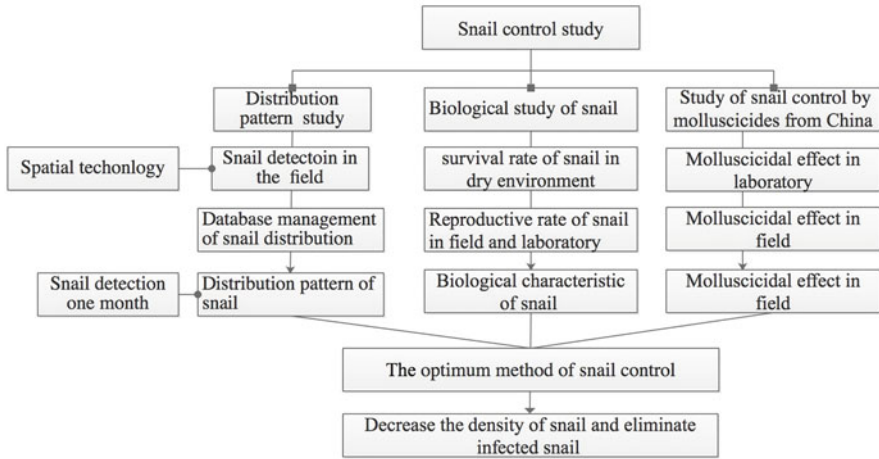 Snail control study
Distribution
pattern study
Biological study of snail
Study of snail control by
molluscicides from China
Spatial techonlogy
Snail detectoin in
the field
survival rate of snail in
dry environment
Molluscicidal effect in
laboratory
Database management
of snail distribution
Reproductive rate of snail
in field and laboratory
Molluscicidal effect in
field
Snail detection
one month
Distribution pattern of
snail
Biological characteristic
of snail
Molluscicidal effect in
field
The optimum method of snail control
Decrease the density of snail and eliminate
infected snail